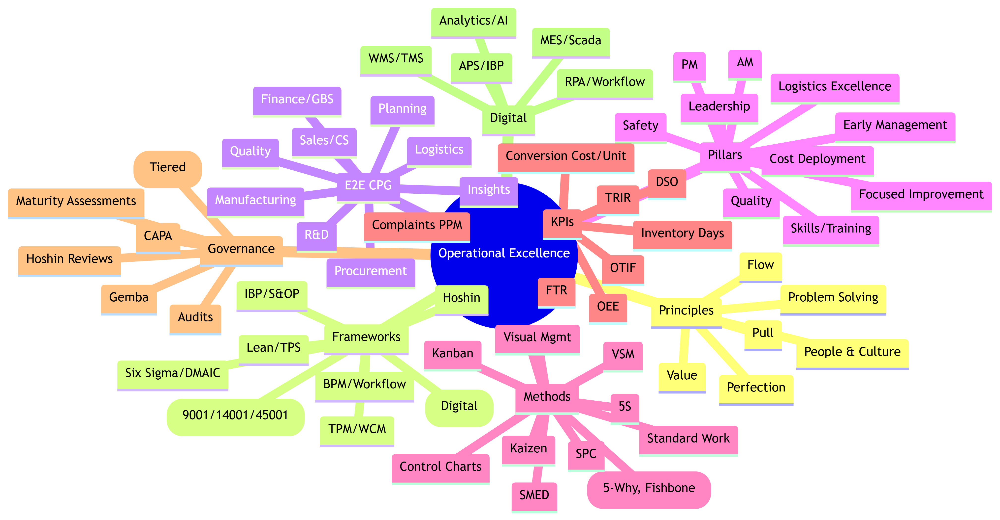 Operational Excellence
Principles
Value
Flow
Pull
Perfection
People & Culture
Problem Solving
Frameworks
Lean/TPS
Six Sigma/DMAIC
TPM/WCM
BPM/Workflow
IBP/S&OP
Hoshin
9001/14001/45001
Digital
Pillars
Safety
Quality
Cost Deployment
Focused Improvement
AM
PM
Early Management
Logistics Excellence
Skills/Training
Leadership
E2E CPG
Insights
R&D
Procurement
Planning
Manufacturing
Quality
Logistics
Sales/CS
Finance/GBS
Methods
5S
Standard Work
Visual Mgmt
Kanban
VSM
Kaizen
SMED
SPC
Control Charts
5-Why, Fishbone
Governance
Tiered
Gemba
Hoshin Reviews
Maturity Assessments
Audits
CAPA
Digital
MES/Scada
APS/IBP
WMS/TMS
RPA/Workflow
Analytics/AI
KPIs
OEE
OTIF
FTR
Complaints PPM
Conversion Cost/Unit
Inventory Days
TRIR
DSO